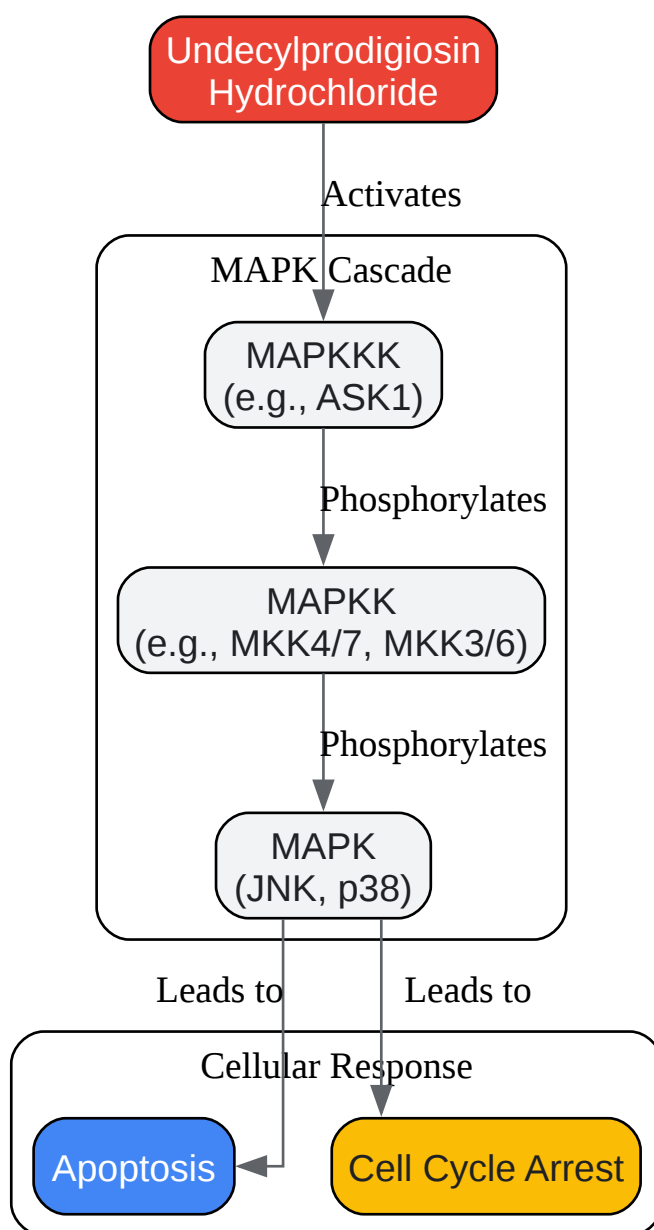 Undecylprodigiosin
Hydrochloride
Activates
MAPK Cascade
MAPKKK
(e.g., ASK1)
Phosphorylates
MAPKK
(e.g., MKK4/7, MKK3/6)
Phosphorylates
MAPK
(JNK, p38)
Leads to
Leads to
Cellular Response
Apoptosis
Cell Cycle Arrest